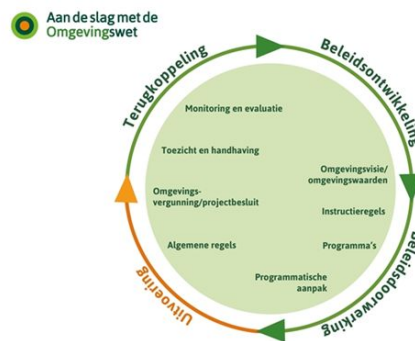 Aan de slag met de
Omgevingswet
Terugkoppeling
Beleidsontwikkeling
Monitoring en evaluatie
Toezicht en handhaving
Omgevingsvisie/
omgevingswaarden
Omgevings-
vergunning/projectbesluit
Instructieregels
Algemene regels
Programma's
Programmatische
aanpak
Uitvoering
Beleidsdoorwerking